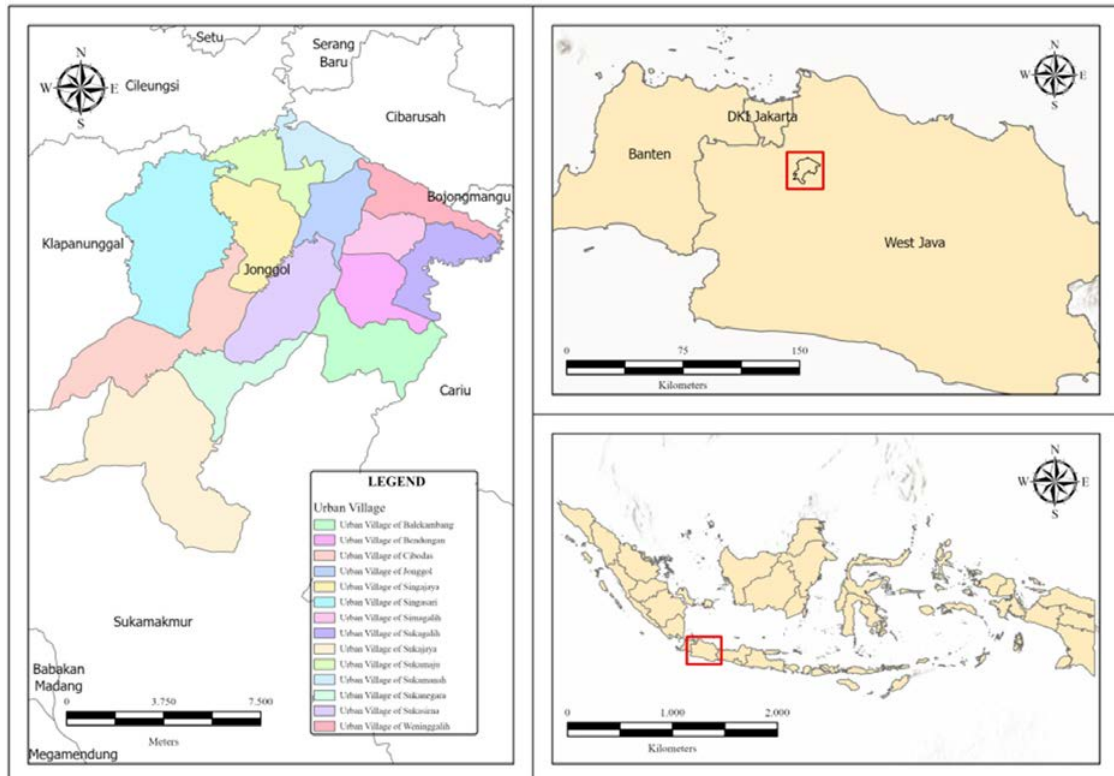 Setu
Serang
Baru
N
W E
S
Cileungsi
Cibarusah
Bojongmangu
Klapanunggal
Jonggol
Cariu
Sukamakmur
Babakan
Madang
Megamendung
0 3.750 7.500
Meters
LEGEND
Urban Village
Urban Village of Balekambang
Urban Village of Bendungan
Urban Village of Cibodas
Urban Village of Jonggol
Urban Village of Singajaya
Urban Village of Singasari
Urban Village of Sirnagalih
Urban Village of Sukagalih
Urban Village of Sukajaya
Urban Village of Sukamaju
Urban Village of Sukamanah
Urban Village of Sukanegara
Urban Village of Sukasirna
Urban Village of Weninggalih
N
W E
S
DKI Jakarta
Banten
West Java
0 75 150
Kilometers
N
W E
S
0 1.000 2.000
Kilometers